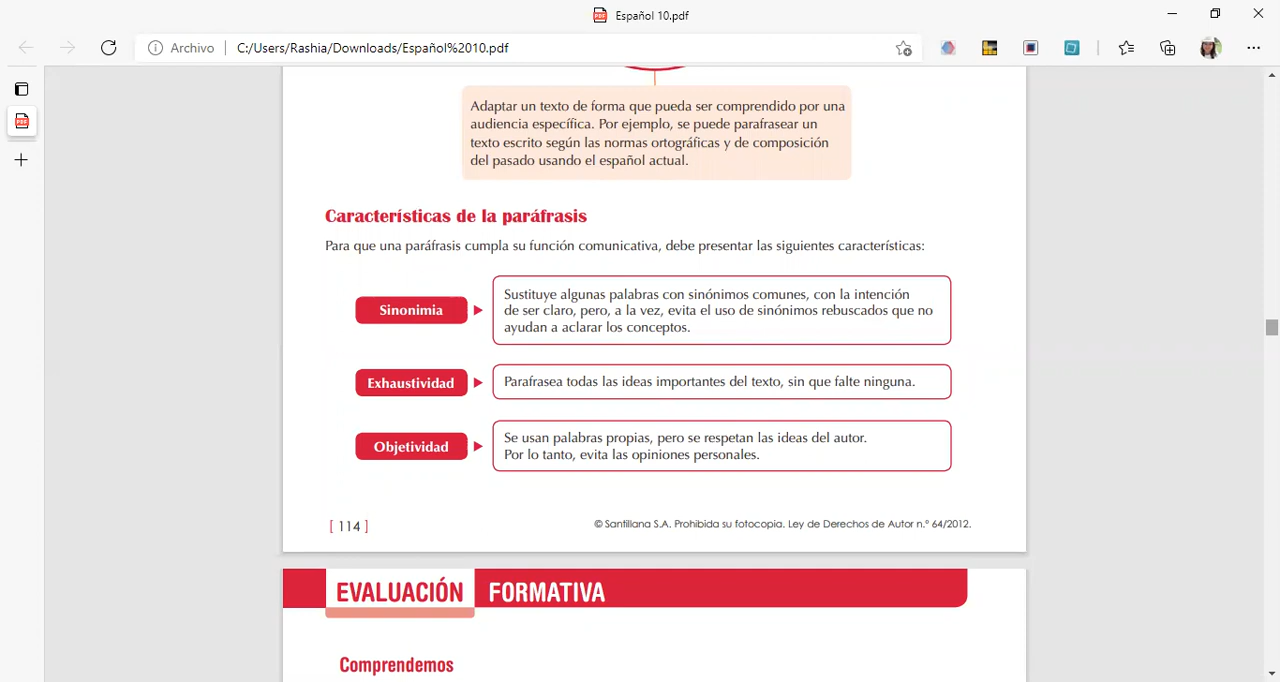 Español 10.pdf
Archivo
C:/Users/Rashia/Downloads/Español%2010.pdf
Adaptar un texto de forma que pueda ser comprendido por una
audiencia específica. Por ejemplo, se puede parafrasear un
texto escrito según las normas ortográficas y de composición
del pasado usando el español actual.
Características de la paráfrasis
Para que una paráfrasis cumpla su función comunicativa, debe presentar las siguientes características:
Sinonimia
Sustituye algunas palabras con sinónimos comunes, con la intención
de ser claro, pero, a la vez, evita el uso de sinónimos rebuscados que no
ayudan a aclarar los conceptos.
Exhaustividad
Parafrasea todas las ideas importantes del texto, sin que falte ninguna.
Objetividad
Se usan palabras propias, pero se respetan las ideas del autor.
Por lo tanto, evita las opiniones personales.
[ 114 ]
© Santillana S.A. Prohibida su fotocopia. Ley de Derechos de Autor n.° 64/2012.
EVALUACIÓN FORMATIVA
Comprendemos